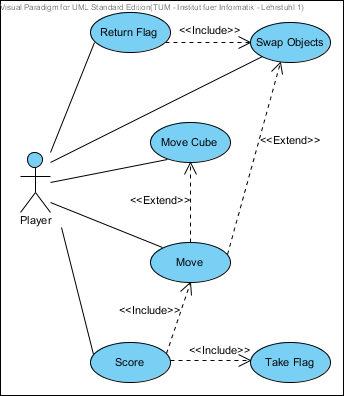 Visual Paradigm for UML Standard Edition(TUM - Institut fuer Informatik - Lehrstuhl 1)
<<Include>>
Return Flag
Swap Objects
Move Cube
<<Extend>>
Player
<<Extend>>
Move
<<Include>>
<<Include>>
Score
Take Flag